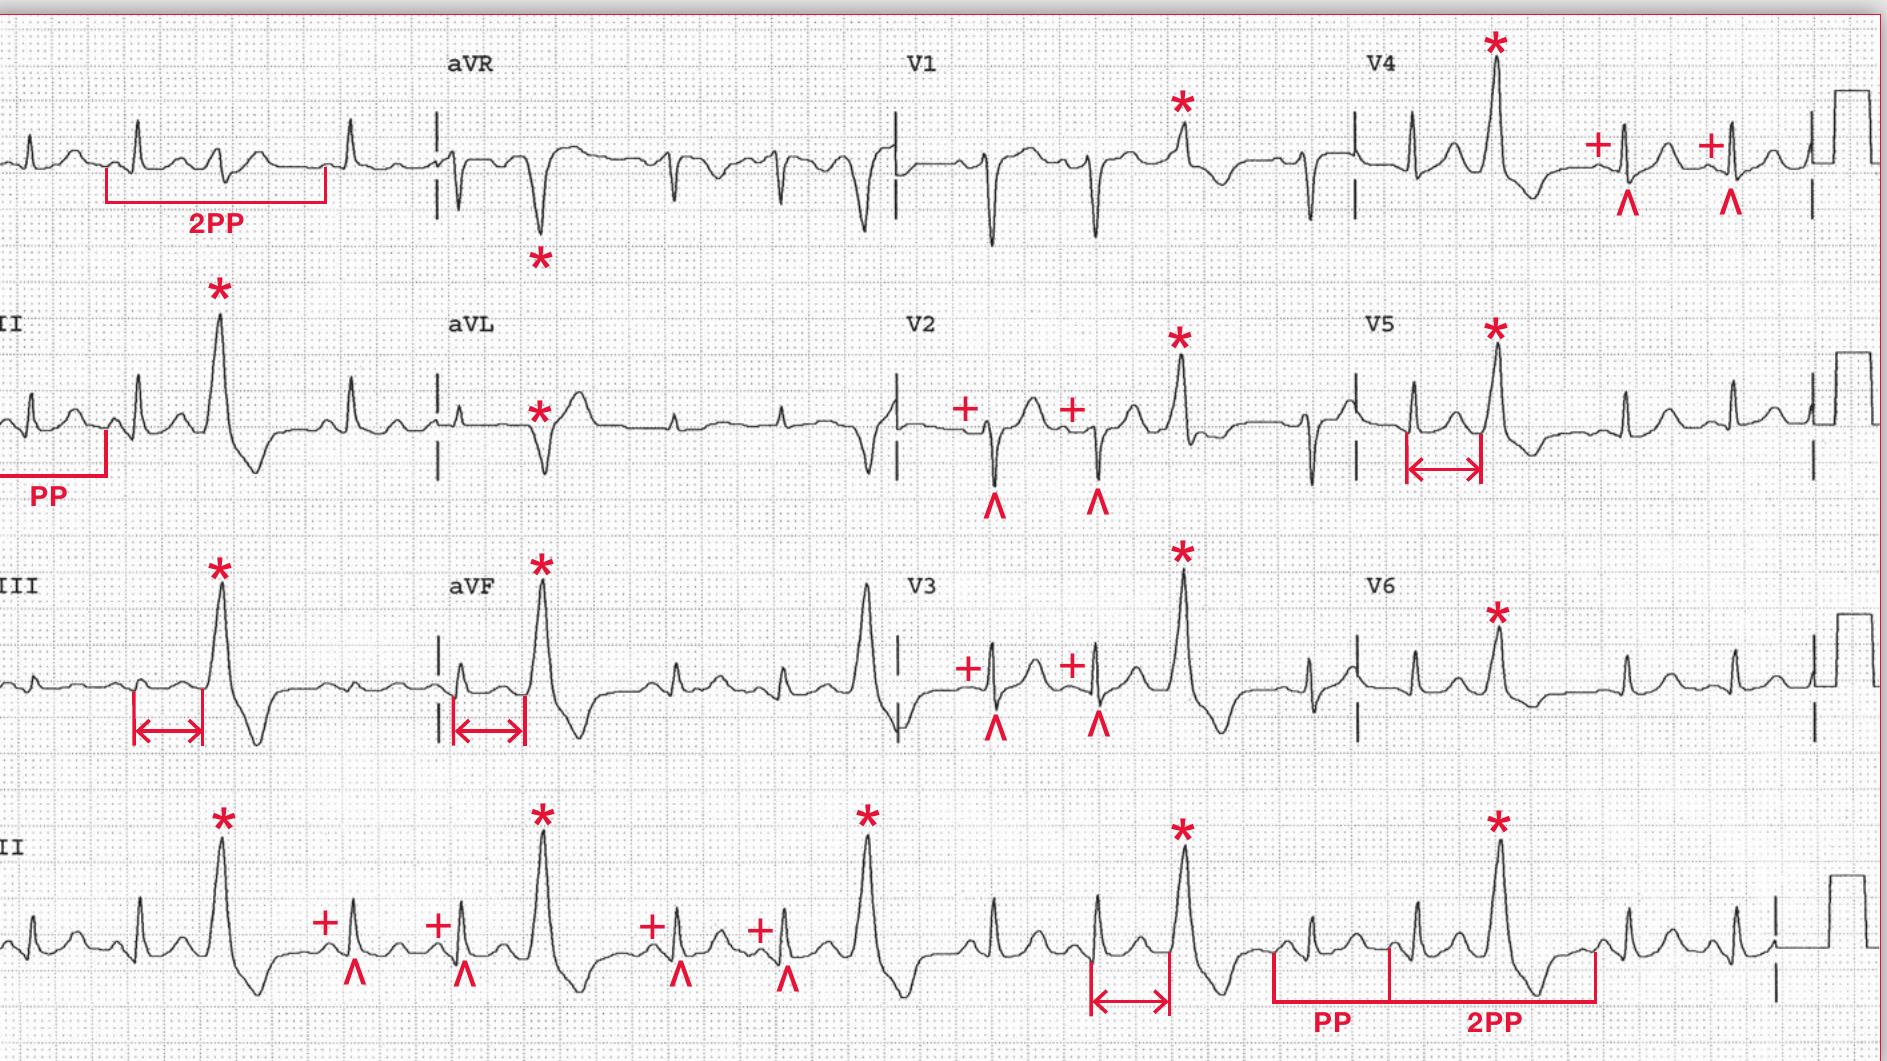 aVR V1 V4
2PP
II aVL V2 V5
PP
III aVF V3 V6
II
PP 2PP